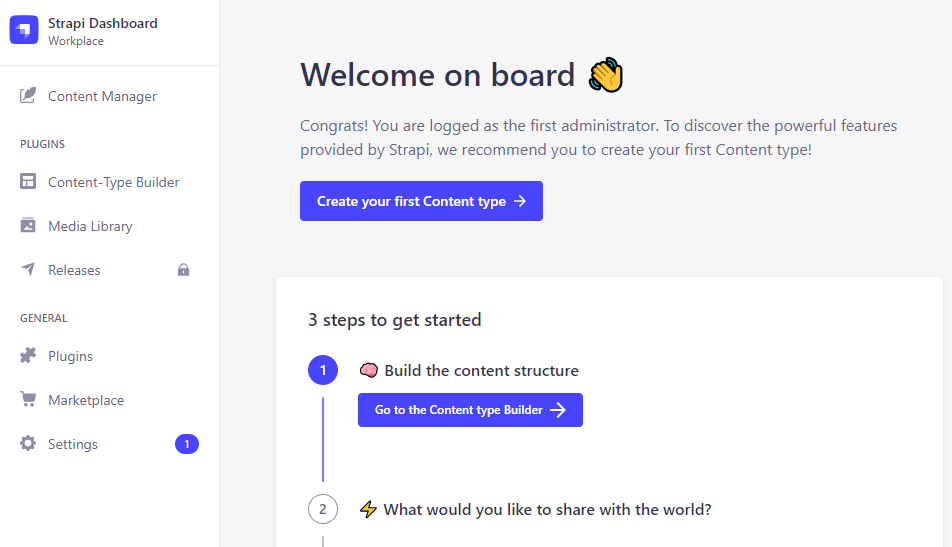 Strapi Dashboard
Workplace
Content Manager
PLUGINS
Content-Type Builder
Media Library
Releases
GENERAL
Plugins
Marketplace
Settings 1
Welcome on board 👋
Congrats! You are logged as the first administrator. To discover the powerful features
provided by Strapi, we recommend you to create your first Content type!
Create your first Content type →
3 steps to get started
1 🧠 Build the content structure
Go to the Content type Builder →
2 ⚡ What would you like to share with the world?